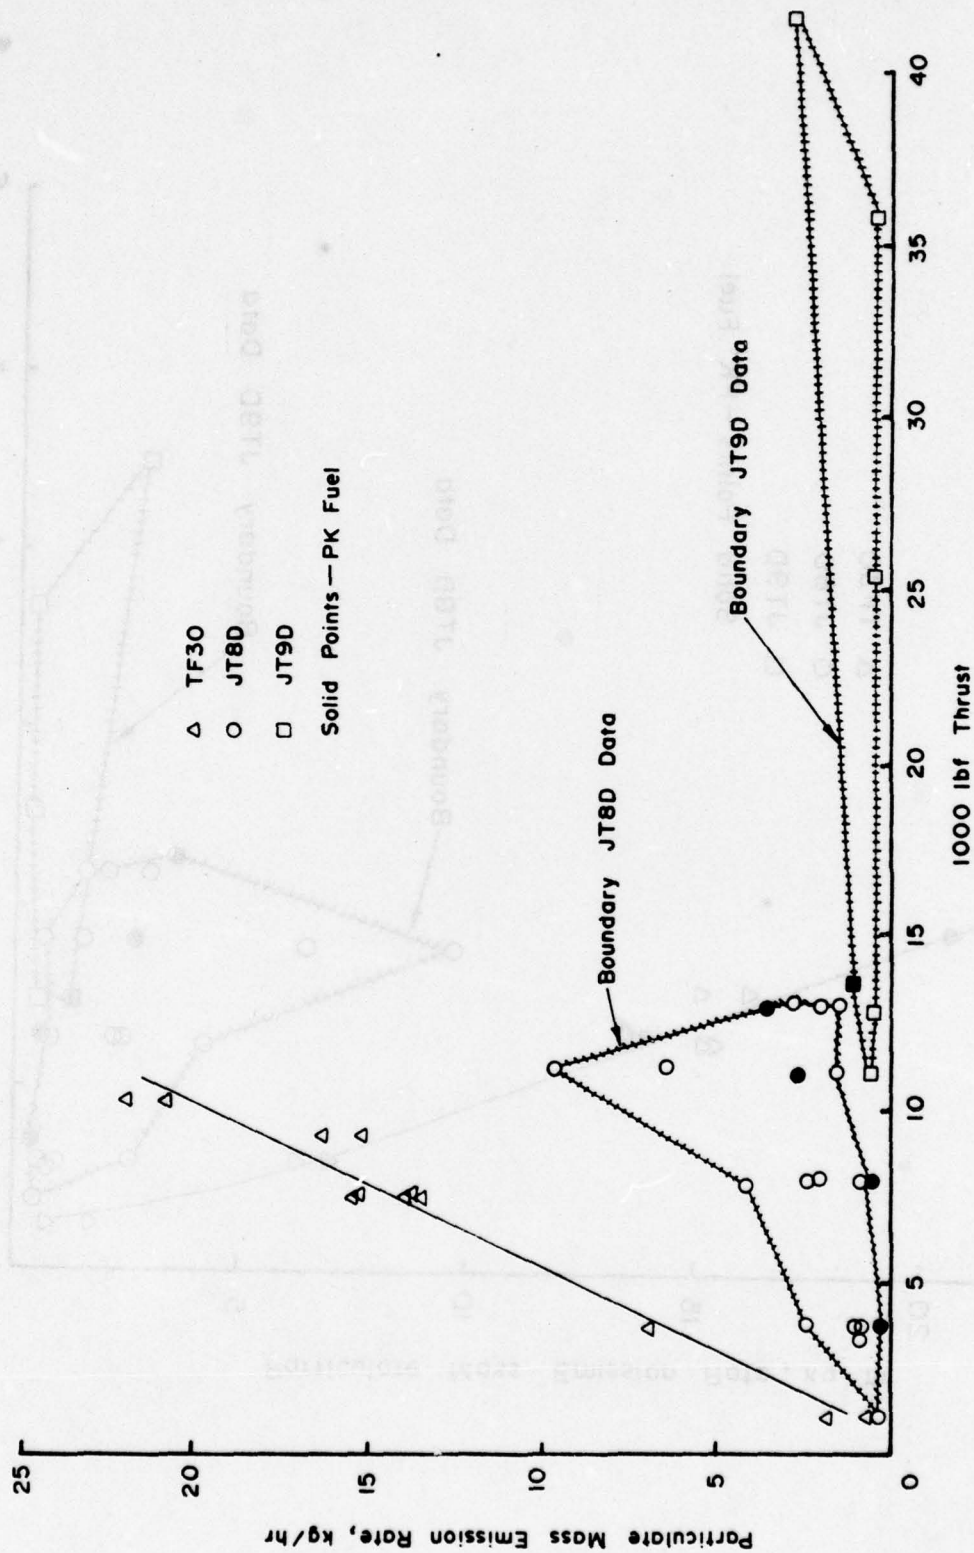 Particulate Mass Emission Rate, kg/hr
25
20
15
10
5
0
5
10
15
20
25
30
35
40
1000 lbf Thrust
△ TF30
○ JT8D
□ JT9D
Solid Points — PK Fuel
Boundary JT8D Data
Boundary JT9D Data